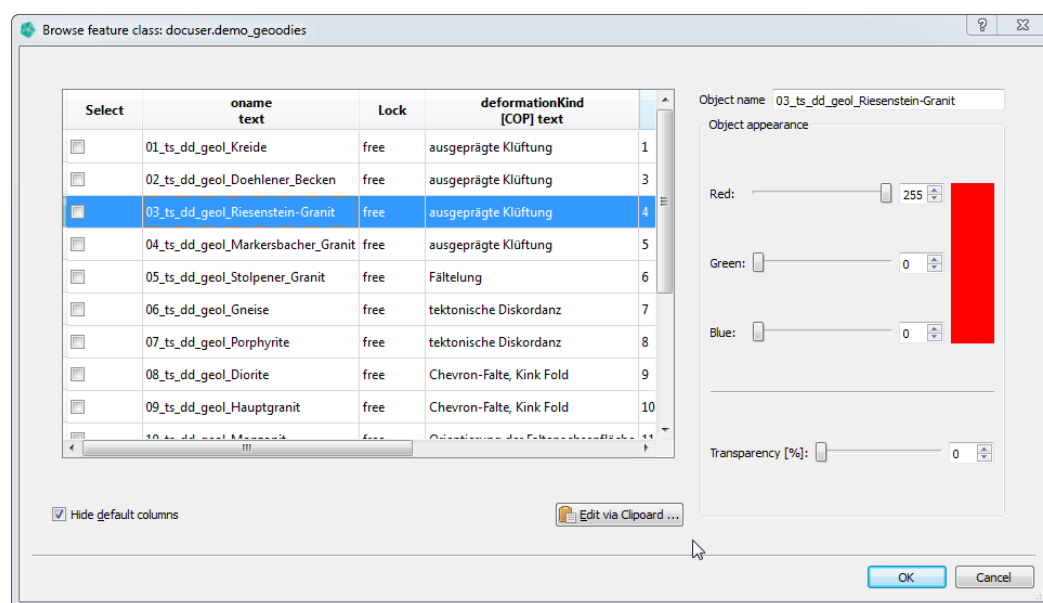 Browse feature class: docuser.demo_geoodies
Select oname text Lock deformationKind [COP] text
01_ts_dd_geol_Kreide free ausgeprägte Klüftung 1
02_ts_dd_geol_Doehlener_Becken free ausgeprägte Klüftung 3
03_ts_dd_geol_Riesenstein-Granit free ausgeprägte Klüftung 4
04_ts_dd_geol_Markersbacher_Granit free ausgeprägte Klüftung 5
05_ts_dd_geol_Stolpener_Granit free Fältelung 6
06_ts_dd_geol_Gneise free tektonische Diskordanz 7
07_ts_dd_geol_Porphyrite free tektonische Diskordanz 8
08_ts_dd_geol_Diorite free Chevron-Falte, Kink Fold 9
09_ts_dd_geol_Hauptgranit free Chevron-Falte, Kink Fold 10
Hide default columns
Edit via Clipoard ...
Object name 03_ts_dd_geol_Riesenstein-Granit
Object appearance
Red: 255
Green: 0
Blue: 0
Transparency [%]: 0
OK Cancel